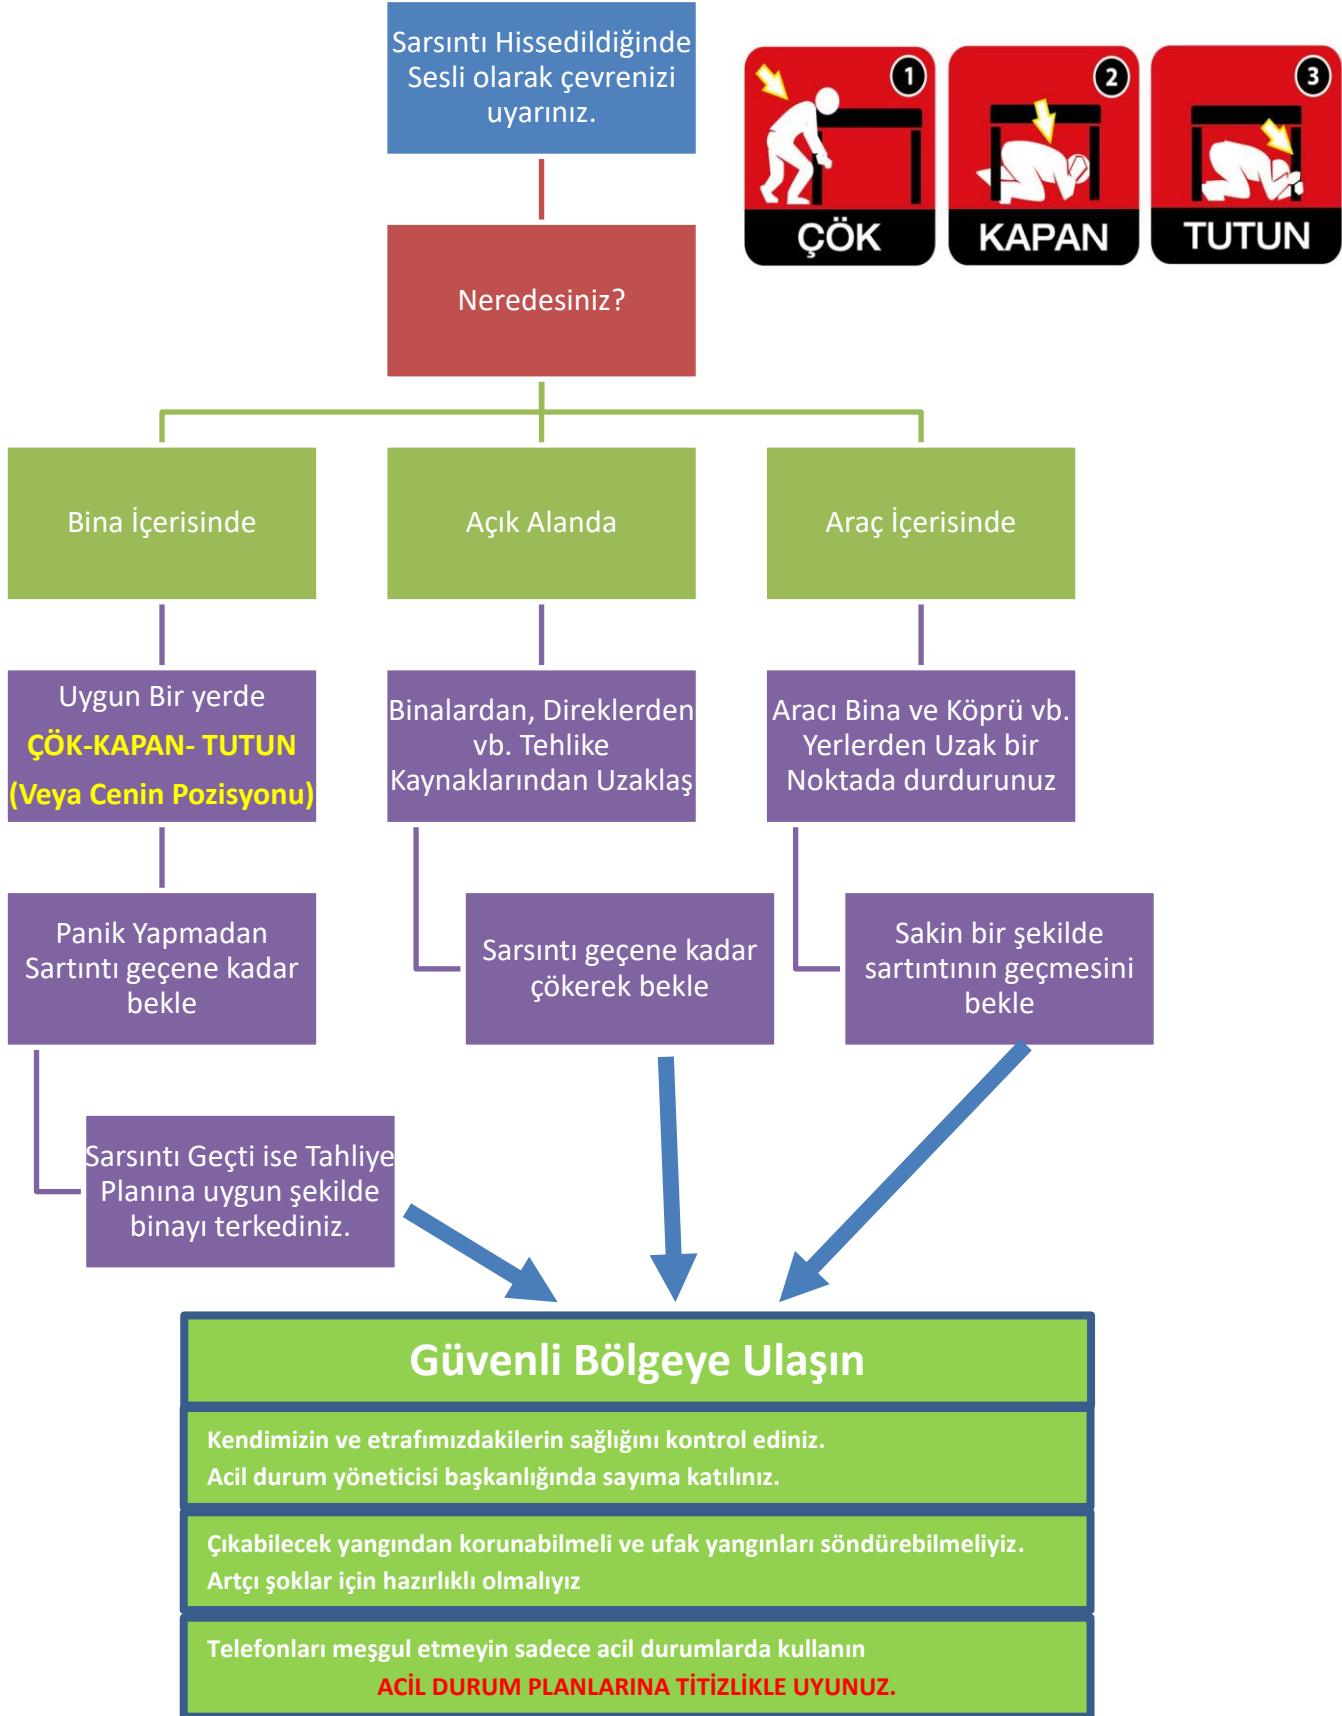 Sarsıntı Hissedildiğinde
Sesli olarak çevrenizi
uyarınız.
1
ÇÖK
2
KAPAN
3
TUTUN
Neredesiniz?
Bina İçerisinde
Açık Alanda
Araç İçerisinde
Uygun Bir yerde
ÇÖK-KAPAN- TUTUN
(Veya Cenin Pozisyonu)
Binalardan, Direklerden
vb. Tehlike
Kaynaklarından Uzaklaş
Aracı Bina ve Köprü vb.
Yerlerden Uzak bir
Noktada durdurunuz
Panik Yapmadan
Sartıntı geçene kadar
bekle
Sarsıntı geçene kadar
çökerek bekle
Sakin bir şekilde
sartıntının geçmesini
bekle
Sarsıntı Geçti ise Tahliye
Planına uygun şekilde
binayı terkediniz.
Güvenli Bölgeye Ulaşın
Kendimizin ve etrafımızdakilerin sağlığını kontrol ediniz.
Acil durum yöneticisi başkanlığında sayıma katılınız.
Çıkabilecek yangından korunabilmeli ve ufak yangınları söndürebilmeliyiz.
Artçı şoklar için hazırlıklı olmalıyız
Telefonları meşgul etmeyin sadece acil durumlarda kullanın
ACİL DURUM PLANLARINA TİTİZLİKLE UYUNUZ.